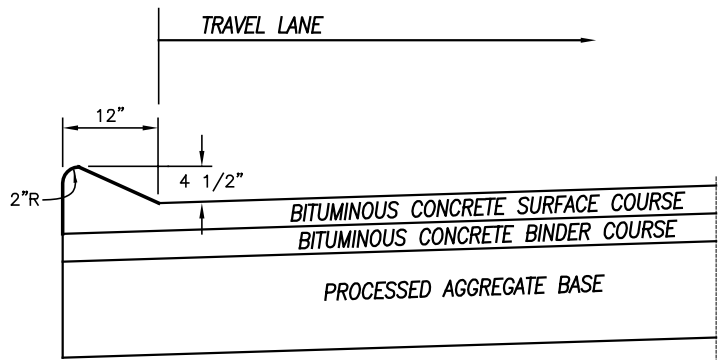 TRAVEL LANE
12"
4 1/2"
2"R
BITUMINOUS CONCRETE SURFACE COURSE
BITUMINOUS CONCRETE BINDER COURSE
PROCESSED AGGREGATE BASE